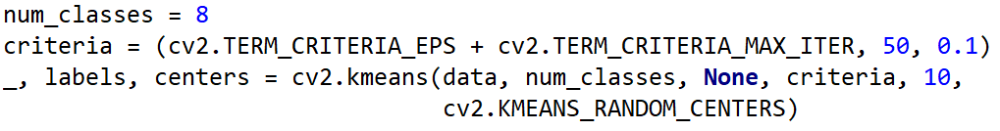 num_classes = 8
criteria = (cv2.TERM_CRITERIA_EPS + cv2.TERM_CRITERIA_MAX_ITER, 50, 0.1)
_, labels, centers = cv2.kmeans(data, num_classes, None, criteria, 10,
cv2.KMEANS_RANDOM_CENTERS)